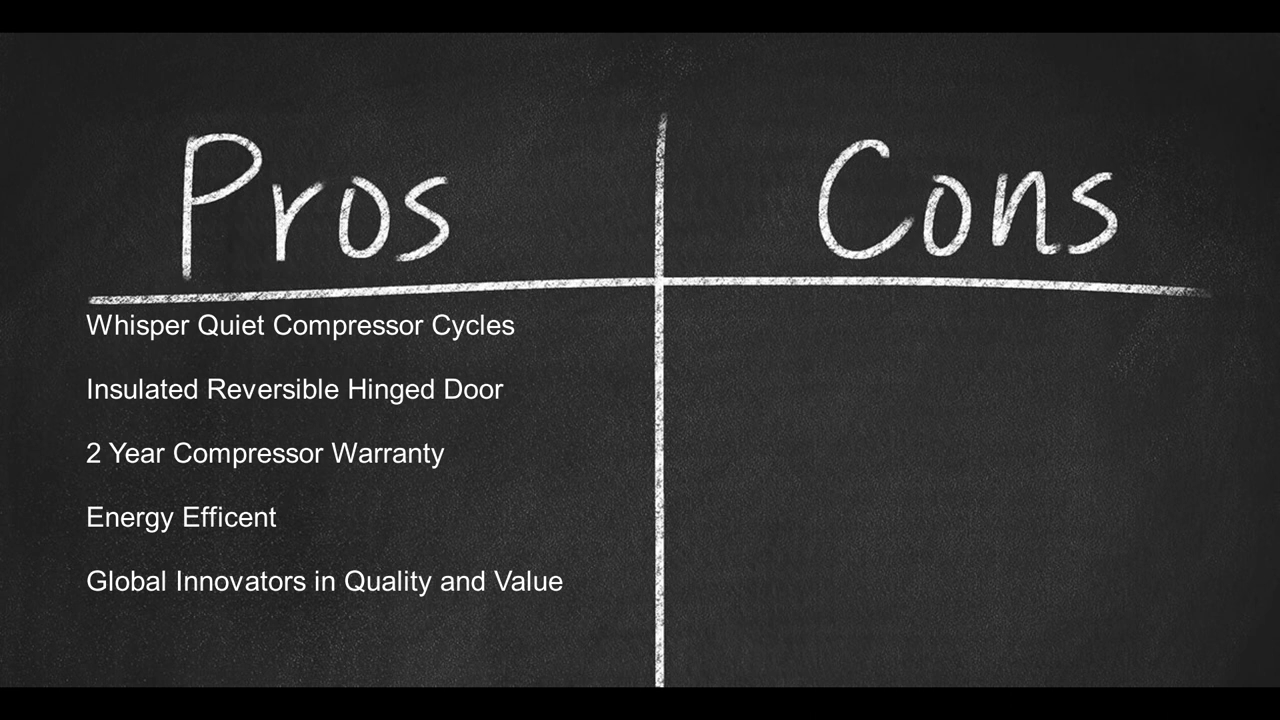 Pros
Cons
Whisper Quiet Compressor Cycles
Insulated Reversible Hinged Door
2 Year Compressor Warranty
Energy Efficent
Global Innovators in Quality and Value